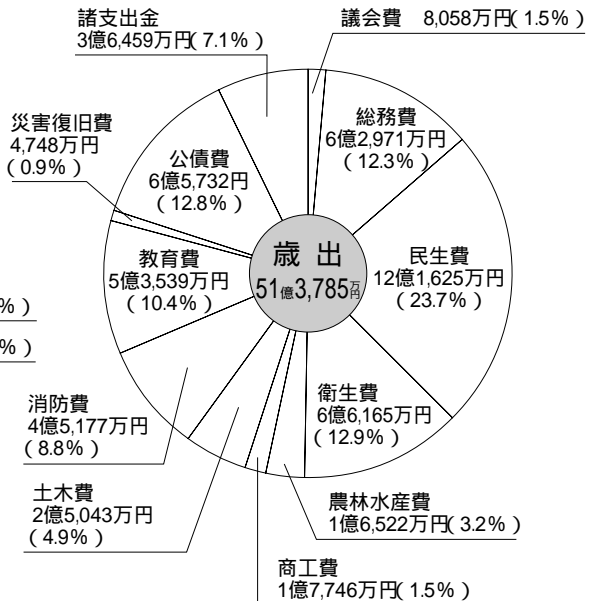 諸支出金
3億6,459万円( 7.1% )
議会費 8,058万円( 1.5% )
総務費
6億2,971万円
( 12.3% )
災害復旧費
4,748万円
( 0.9% )
公債費
6億5,732円
( 12.8% )
歳出
51億3,785万円
民生費
12億1,625万円
( 23.7% )
教育費
5億3,539万円
( 10.4% )
% )
% )
消防費
4億5,177万円
( 8.8% )
衛生費
6億6,165万円
( 12.9% )
土木費
2億5,043万円
( 4.9% )
農林水産費
1億6,522万円( 3.2% )
商工費
1億7,746万円( 1.5% )